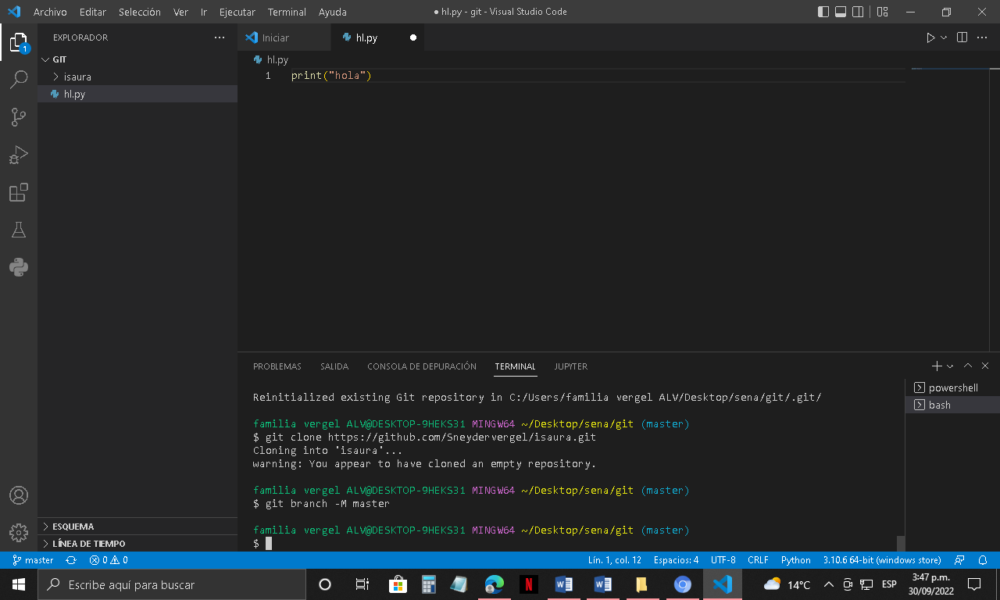 Archivo Editar Selección Ver Ir Ejecutar Terminal Ayuda ● hl.py - git - Visual Studio Code
EXPLORADOR ...
Iniciar hl.py
GIT
isaura
hl.py
hl.py
1 print("hola")
PROBLEMAS SALIDA CONSOLA DE DEPURACIÓN TERMINAL JUPYTER
powershell
bash
Reinitialized existing Git repository in C:/Users/familia vergel ALV/Desktop/sena/git/.git/
familia vergel ALV@DESKTOP-9HEKS31 MINGW64 ~/Desktop/sena/git (master)
$ git clone https://github.com/Sneydervergel/isaura.git
Cloning into 'isaura'...
warning: You appear to have cloned an empty repository.
familia vergel ALV@DESKTOP-9HEKS31 MINGW64 ~/Desktop/sena/git (master)
$ git branch -M master
familia vergel ALV@DESKTOP-9HEKS31 MINGW64 ~/Desktop/sena/git (master)
$
ESQUEMA
LÍNEA DE TIEMPO
1
master 0 0 Lín. 1, col. 12 Espacios: 4 UTF-8 CRLF Python 3.10.6 64-bit (windows store)
Escribe aquí para buscar
N
14°C ESP
3:47 p.m.
30/09/2022